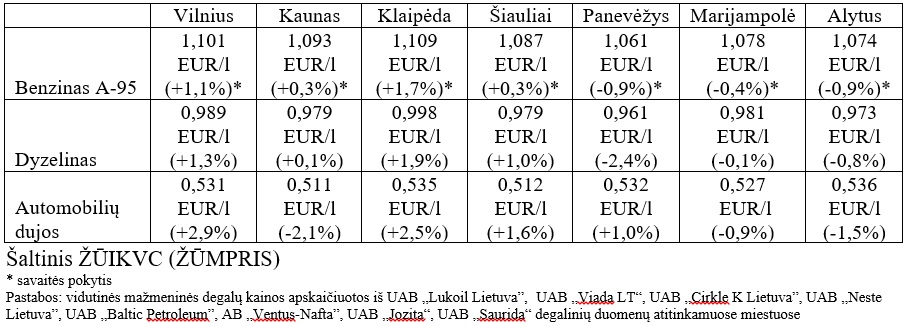 Vilnius Kaunas Klaipėda Šiauliai Panevėžys Marijampolė Alytus
1,101 1,093 1,109 1,087 1,061 1,078 1,074
EUR/l EUR/l EUR/l EUR/l EUR/l EUR/l EUR/l
Benzinas A-95 (+1,1%)* (+0,3%)* (+1,7%)* (+0,3%)* (-0,9%)* (-0,4%)* (-0,9%)*
0,989 0,979 0,998 0,979 0,961 0,981 0,973
EUR/l EUR/l EUR/l EUR/l EUR/l EUR/l EUR/l
Dyzelinas (+1,3%) (+0,1%) (+1,9%) (+1,0%) (-2,4%) (-0,1%) (-0,8%)
0,531 0,511 0,535 0,512 0,532 0,527 0,536
Automobilių EUR/l EUR/l EUR/l EUR/l EUR/l EUR/l EUR/l
dujos (+2,9%) (-2,1%) (+2,5%) (+1,6%) (+1,0%) (-0,9%) (-1,5%)
Šaltinis ŽŪIKVC (ŽŪMPRIS)
* savaitės pokytis
Pastabos: vidutinės mažmeninės degalų kainos apskaičiuotos iš UAB „Lukoil Lietuva”, UAB „Viada LT“, UAB „Cirkle K Lietuva”, UAB „Neste
Lietuva”, UAB „Baltic Petroleum”, AB „Ventus-Nafta”, UAB „Jozita“, UAB „Saurida” degalinių duomenų atitinkamuose miestuose